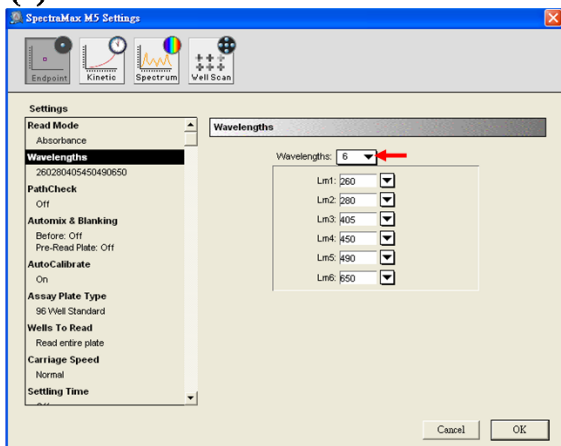 SpectraMax M5 Settings
Endpoint
Kinetic
Spectrum
Well Scan
Settings
Read Mode
Absorbance
Wavelengths
260280405450490650
PathCheck
Off
Automix & Blanking
Before: Off
Pre-Read Plate: Off
AutoCalibrate
On
Assay Plate Type
96 Well Standard
Wells To Read
Read entire plate
Carriage Speed
Normal
Settling Time
Wavelengths
Wavelengths: 6
Lm1: 260
Lm2: 280
Lm3: 405
Lm4: 450
Lm5: 490
Lm6: 650
Cancel
OK